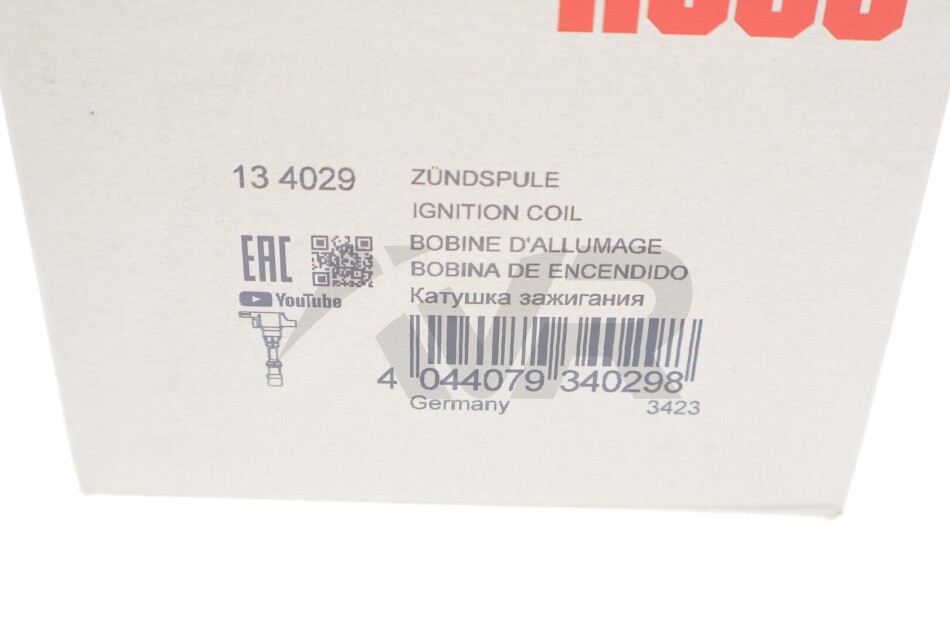 13 4029
ZÜNDSPULE
IGNITION COIL
BOBINE D'ALLUMAGE
BOBINA DE ENCENDIDO
Катушка зажигания
EAC
YouTube
4 044079 340298
Germany
3423
VR